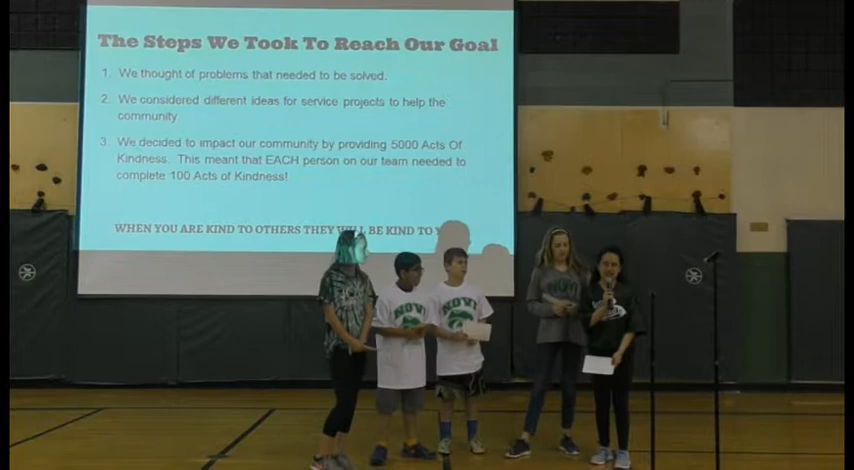 The Steps We Took To Reach Our Goal
1. We thought of problems that needed to be solved.
2. We considered different ideas for service projects to help the
community.
3. We decided to impact our community by providing 5000 Acts Of
Kindness. This meant that EACH person on our team needed to
complete 100 Acts of Kindness!
WHEN YOU ARE KIND TO OTHERS THEY WILL BE KIND TO
NOVI
NOVI
NOVI